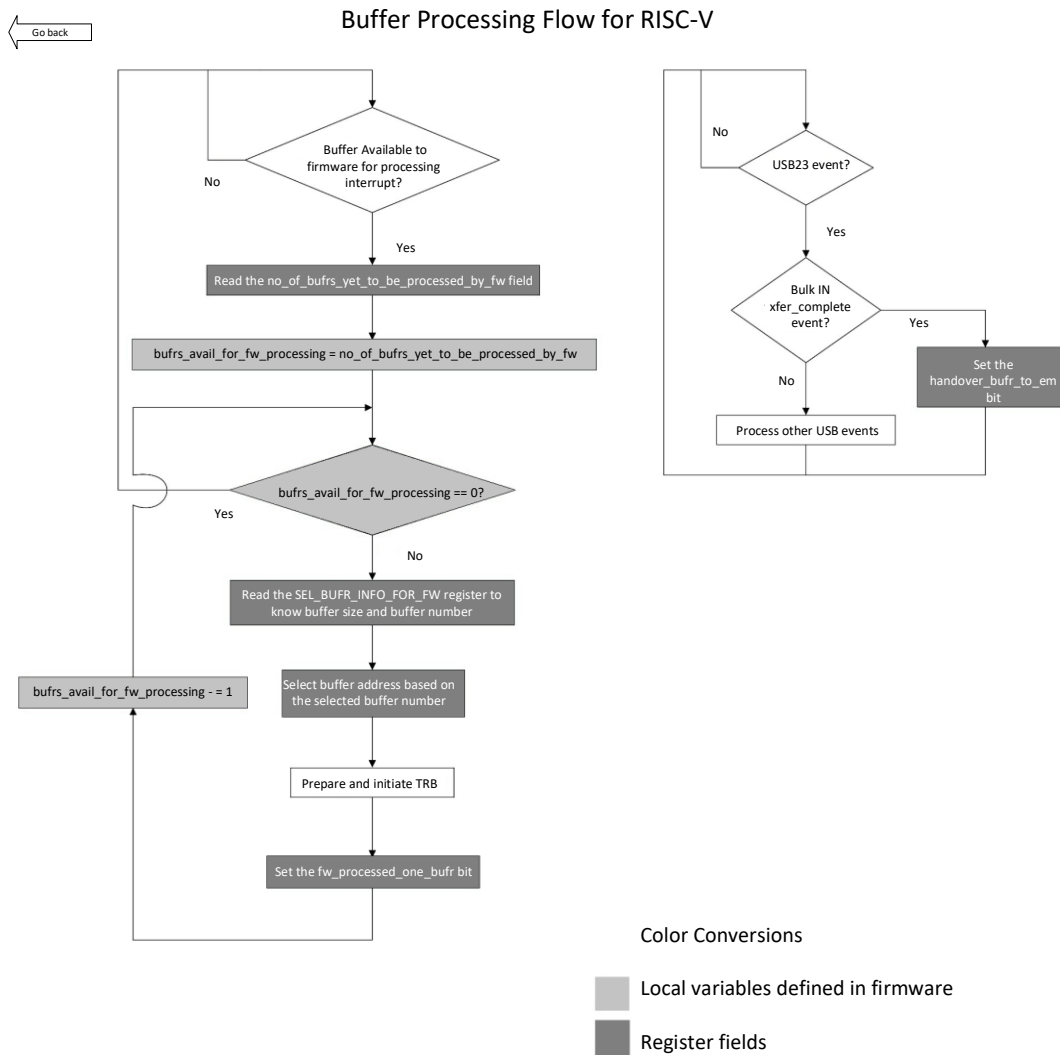 Buffer Processing Flow for RISC-V
Go back
Buffer Available to
firmware for processing
interrupt?
No
Yes
Read the no_of_bufrs_yet_to_be_processed_by_fw field
bufrs_avail_for_fw_processing = no_of_bufrs_yet_to_be_processed_by_fw
bufrs_avail_for_fw_processing == 0?
Yes
No
Read the SEL_BUFR_INFO_FOR_FW register to
know buffer size and buffer number
Select buffer address based on
the selected buffer number
bufrs_avail_for_fw_processing - = 1
Prepare and initiate TRB
Set the fw_processed_one_bufr bit
No
USB23 event?
Yes
Bulk IN
xfer_complete
event?
Yes
No
Set the
handover_bufr_to_em
bit
Process other USB events
Color Conversions
Local variables defined in firmware
Register fields